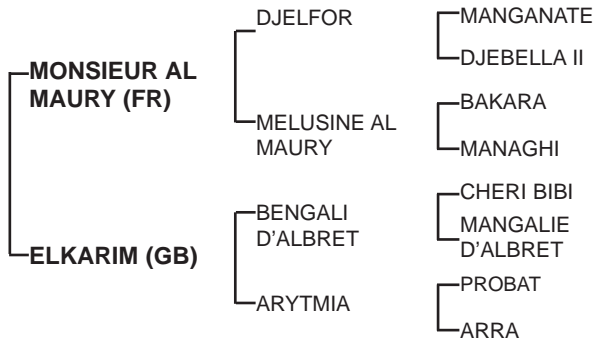 MONSIEUR AL
MAURY (FR)
ELKARIM (GB)
DJELFOR
MELUSINE AL
MAURY
BENGALI
D'ALBRET
ARYTMIA
MANGANATE
DJEBELLA II
BAKARA
MANAGHI
CHERI BIBI
MANGALIE
D'ALBRET
PROBAT
ARRA